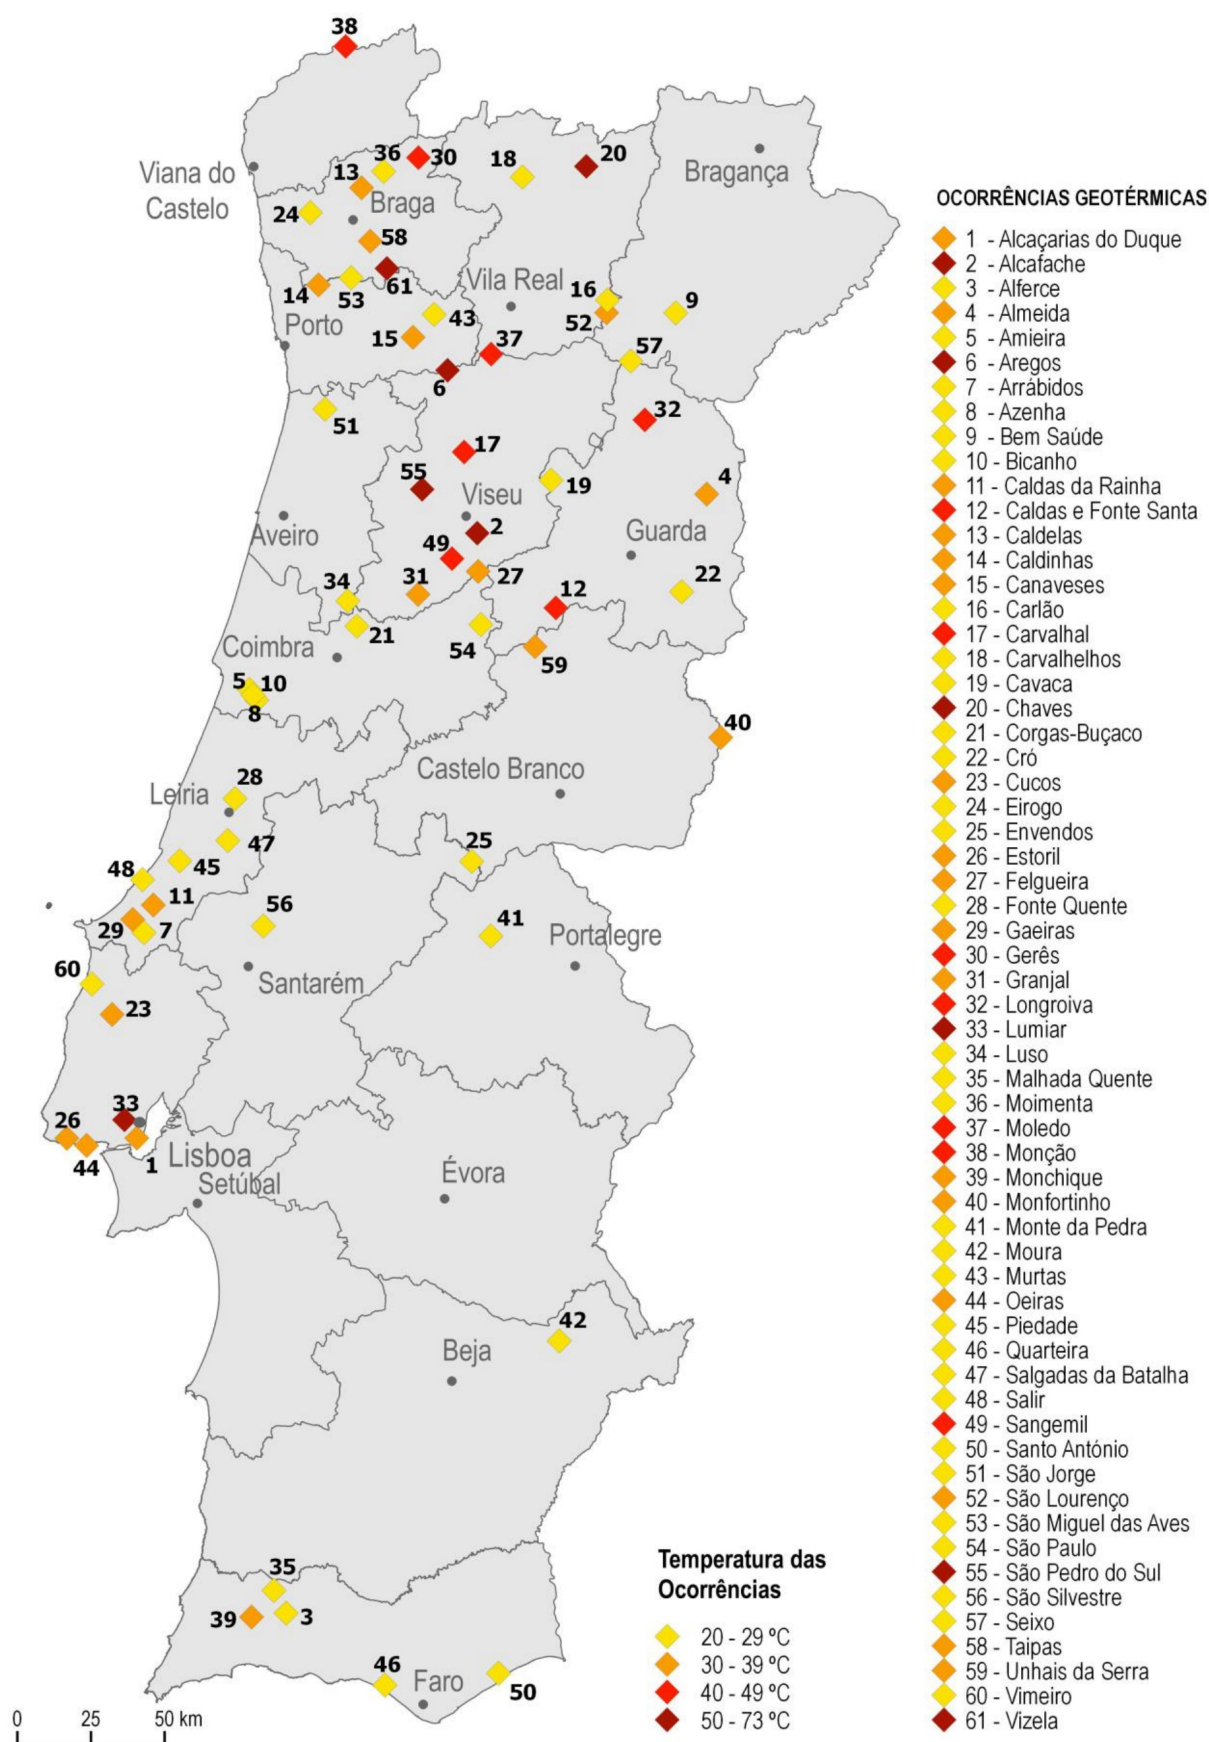 38
36
30
18
20
Bragança
Viana do
Castelo
13
24
Braga
58
61
14
53
Vila Real
16
9
52
Porto
43
15
37
57
6
51
32
17
55
19
4
Viseu
2
Aveiro
49
Guarda
34
31
27
12
22
21
Coimbra
54
59
5
10
8
40
Castelo Branco
28
Leiria
47
25
48
45
11
56
41
29
7
Portalegre
60
Santarém
23
33
26
44
1
Lisboa
Setúbal
Évora
42
Beja
35
39
3
46
Faro
50
0 25 50 km
Temperatura das
Ocorrências
20 - 29 ºC
30 - 39 ºC
40 - 49 ºC
50 - 73 ºC
OCORRÊNCIAS GEOTÉRMICAS
1 - Alcaçarias do Duque
2 - Alcafache
3 - Alferce
4 - Almeida
5 - Amieira
6 - Aregos
7 - Arrábidos
8 - Azenha
9 - Bem Saúde
10 - Bicanho
11 - Caldas da Rainha
12 - Caldas e Fonte Santa
13 - Caldelas
14 - Caldinhas
15 - Canaveses
16 - Carlão
17 - Carvalhal
18 - Carvalhelhos
19 - Cavaca
20 - Chaves
21 - Corgas-Buçaco
22 - Cró
23 - Cucos
24 - Eirogo
25 - Envendos
26 - Estoril
27 - Felgueira
28 - Fonte Quente
29 - Gaeiras
30 - Gerês
31 - Granjal
32 - Longroiva
33 - Lumiar
34 - Luso
35 - Malhada Quente
36 - Moimenta
37 - Moledo
38 - Monção
39 - Monchique
40 - Monfortinho
41 - Monte da Pedra
42 - Moura
43 - Murtas
44 - Oeiras
45 - Piedade
46 - Quarteira
47 - Salgadas da Batalha
48 - Salir
49 - Sangemil
50 - Santo António
51 - São Jorge
52 - São Lourenço
53 - São Miguel das Aves
54 - São Paulo
55 - São Pedro do Sul
56 - São Silvestre
57 - Seixo
58 - Taipas
59 - Unhais da Serra
60 - Vimeiro
61 - Vizela